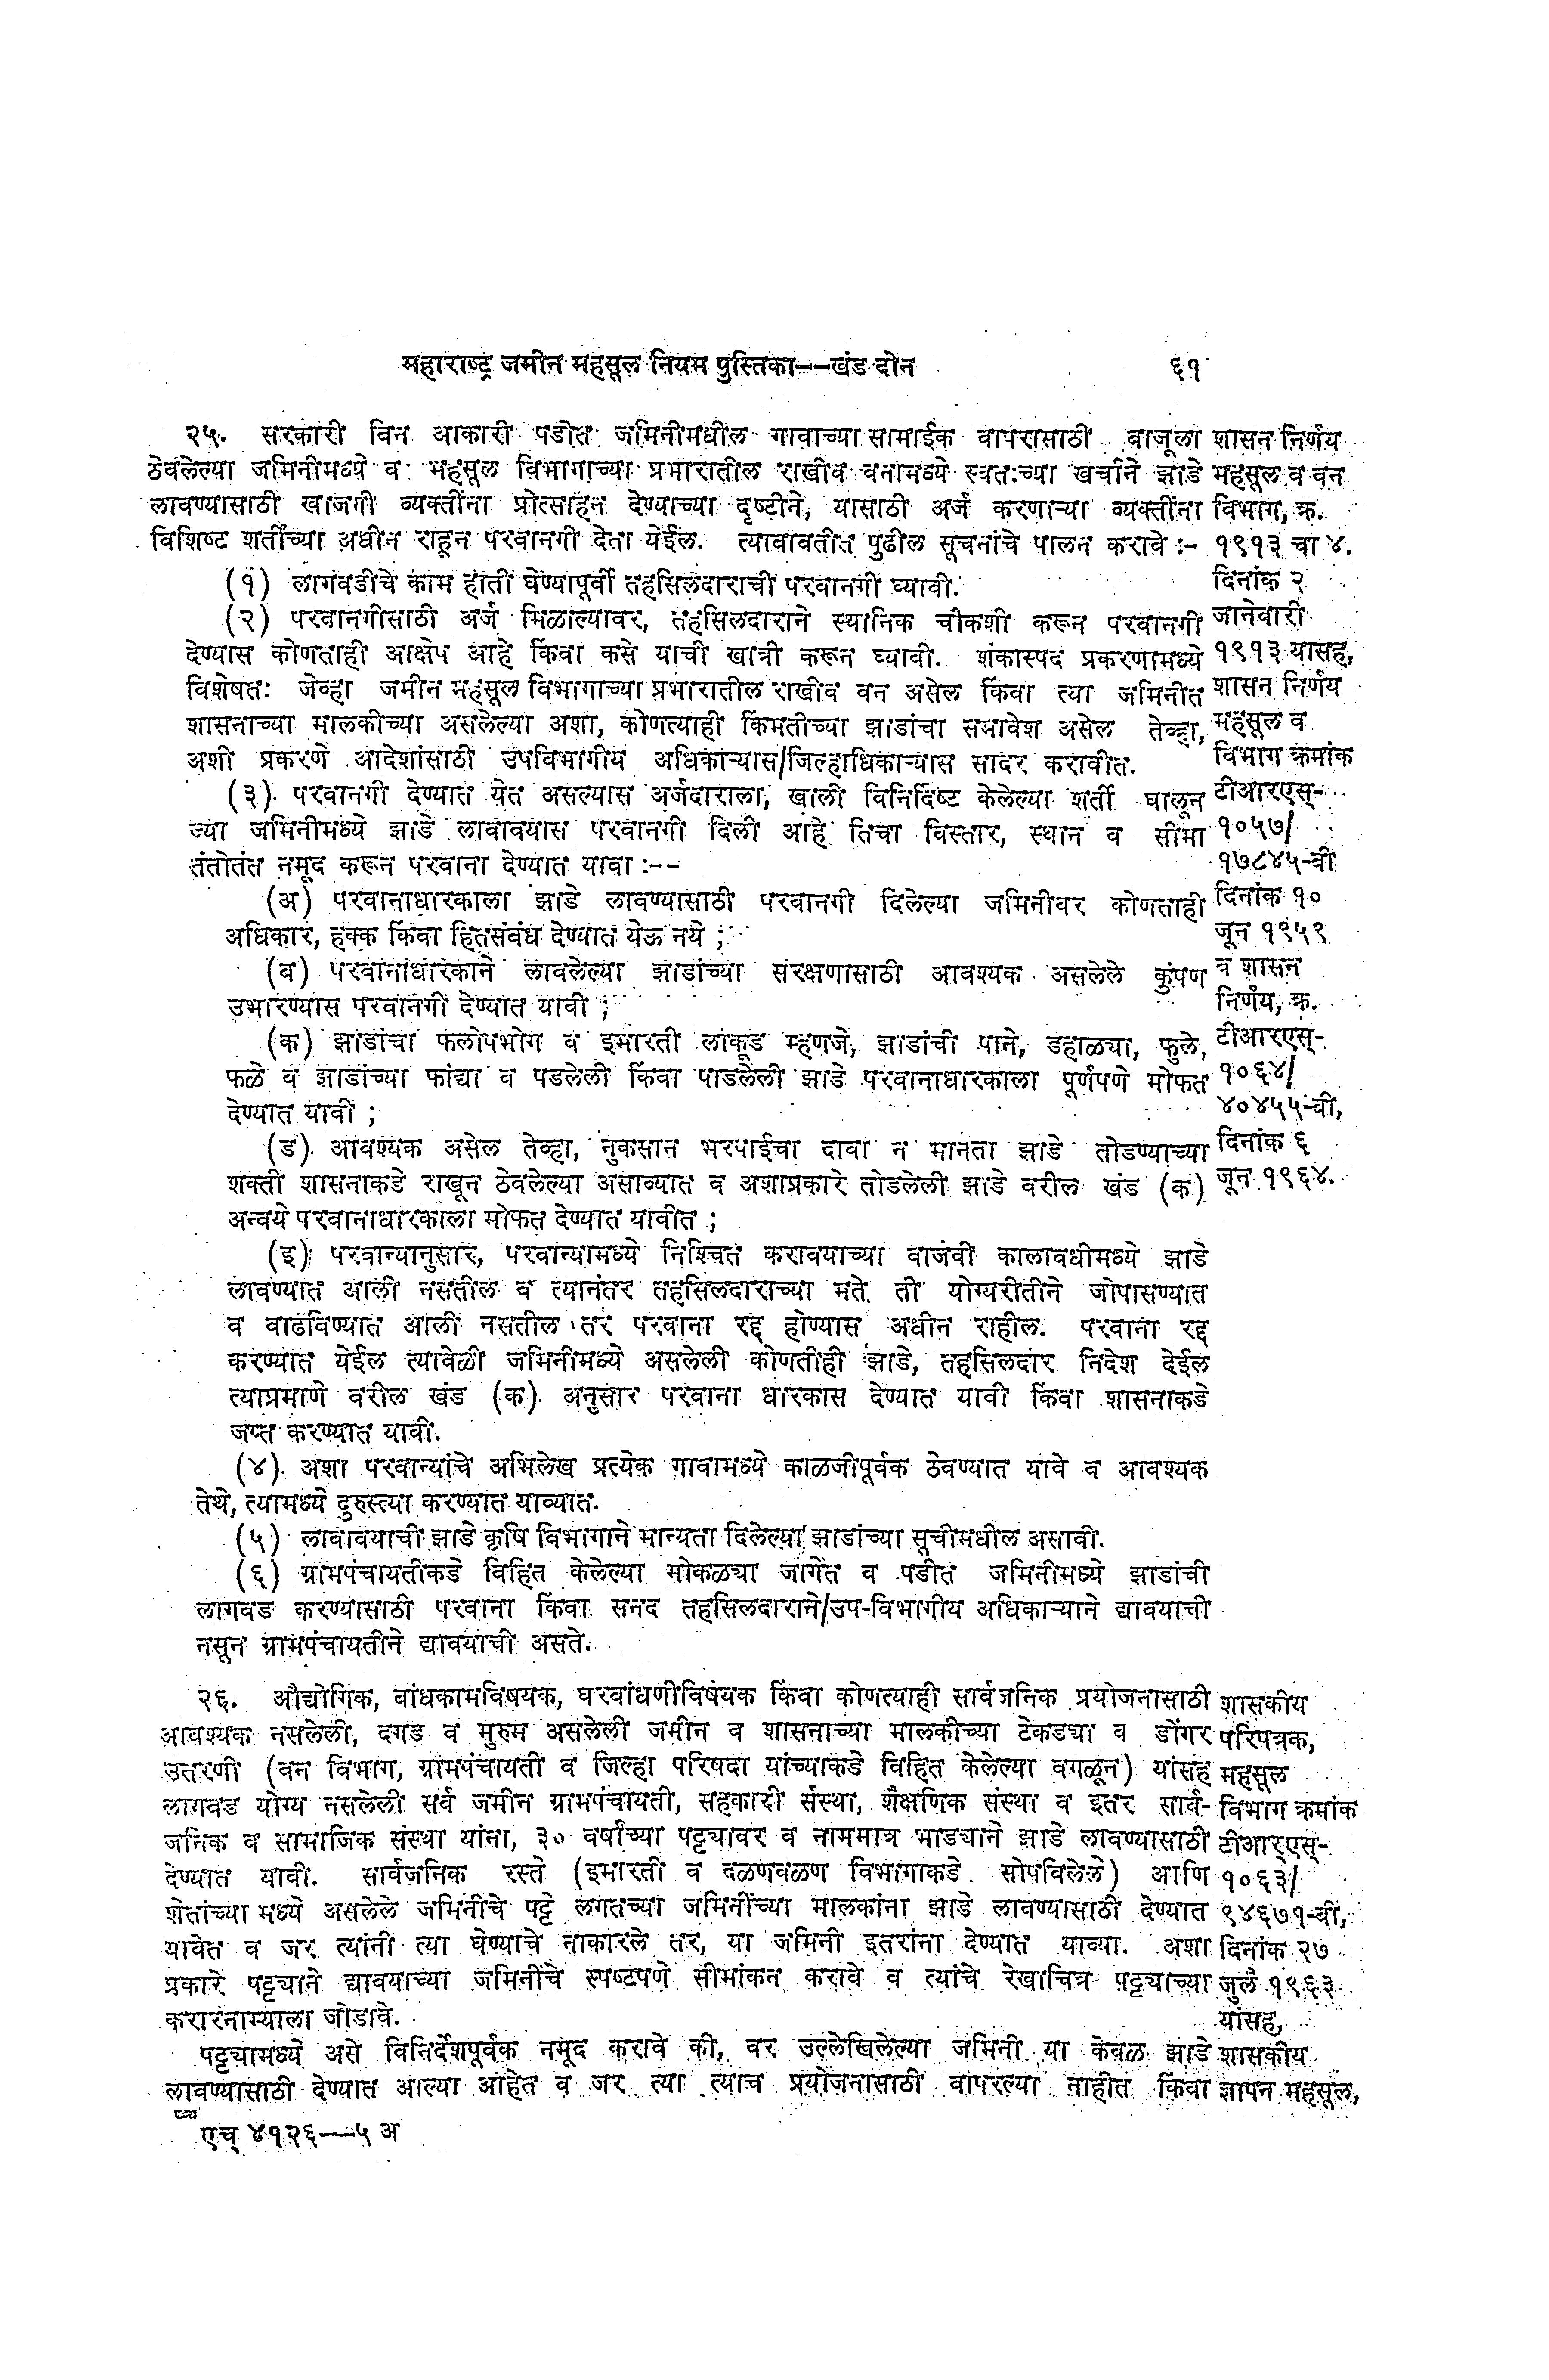 महाराष्ट्र जमीन महसूल नियम पुस्तिका--खंड दोन ६१
२५. सरकारी बिन आकारी पडीत जमिनीमधील गावाच्या सामाईक वापरासाठी बाजूला
ठेवलेल्या जमिनीमध्ये व महसूल विभागाच्या प्रभारातील राखीव वनामध्ये स्वतःच्या खर्चाने झाडे
लावण्यासाठी खाजगी व्यक्तींना प्रोत्साहन देण्याच्या दृष्टीने, यासाठी अर्ज करणाऱ्या व्यक्तींना
विशिष्ट शर्तींच्या अधीन राहून परवानगी देता येईल. त्याबाबतीत पुढील सूचनांचे पालन करावे :-
(१) लागवडीचे काम हाती घेण्यापूर्वी तहसिलदाराची परवानगी घ्यावी.
(२) परवानगीसाठी अर्ज मिळाल्यावर, तहसिलदाराने स्थानिक चौकशी करून परवानगी
देण्यास कोणताही आक्षेप आहे किंवा कसे याची खात्री करून घ्यावी. शंकास्पद प्रकरणामध्ये
विशेषतः जेव्हा जमीन महसूल विभागाच्या प्रभारातील राखीव वन असेल किंवा त्या जमिनीत
शासनाच्या मालकीच्या असलेल्या अशा, कोणत्याही किंमतीच्या झाडांचा समावेश असेल तेव्हा,
अशी प्रकरणे आदेशांसाठी उपविभागीय अधिकाऱ्यास/जिल्हाधिकाऱ्यास सादर करावीत.
(३) परवानगी देण्यात येत असल्यास अर्जदाराला, खाली विनिर्दिष्ट केलेल्या शर्ती घालून
ज्या जमिनीमध्ये झाडे लावावयास परवानगी दिली आहे तिचा विस्तार, स्थान व सीमा
तंतोतंत नमूद करून परवाना देण्यात यावा :--
(अ) परवानाधारकाला झाडे लावण्यासाठी परवानगी दिलेल्या जमिनीवर कोणताही
अधिकार, हक्क किंवा हितसंबंध देण्यात येऊ नये ;
(ब) परवानाधारकाने लावलेल्या झाडांच्या संरक्षणासाठी आवश्यक असलेले कुंपण
उभारण्यास परवानगी देण्यात यावी ;
(क) झाडांचा फलोपभोग व इमारती लाकूड म्हणजे, झाडांची पाने, डहाळ्या, फुले,
फळे व झाडांच्या फांद्या व पडलेली किंवा पाडलेली झाडे परवानाधारकाला पूर्णपणे मोफत
देण्यात यावी ;
(ड) आवश्यक असेल तेव्हा, नुकसान भरपाईचा दावा न मानता झाडे तोडण्याच्या
शक्ती शासनाकडे राखून ठेवलेल्या असाव्यात व अशाप्रकारे तोडलेली झाडे वरील खंड (क)
अन्वये परवानाधारकाला मोफत देण्यात यावीत ;
(इ) परवान्यानुसार, परवान्यामध्ये निश्चित करावयाच्या वाजवी कालावधीमध्ये झाडे
लावण्यात आली नसतील व त्यानंतर तहसिलदाराच्या मते ती योग्यरीतीने जोपासण्यात
व वाढविण्यात आली नसतील तर परवाना रद्द होण्यास अधीन राहील. परवाना रद्द
करण्यात येईल त्यावेळी जमिनीमध्ये असलेली कोणतीही झाडे, तहसिलदार निदेश देईल
त्याप्रमाणे वरील खंड (क) अनुसार परवाना धारकास देण्यात यावी किंवा शासनाकडे
जप्त करण्यात यावी.
(४) अशा परवान्यांचे अभिलेख प्रत्येक गावामध्ये काळजीपूर्वक ठेवण्यात यावे व आवश्यक
तेथे, त्यामध्ये दुरुस्त्या करण्यात याव्यात.
(५) लावावयाची झाडे कृषि विभागाने मान्यता दिलेल्या झाडांच्या सूचीमधील असावी.
(६) ग्रामपंचायतीकडे विहित केलेल्या मोकळ्या जागेत व पडीत जमिनीमध्ये झाडांची
लागवड करण्यासाठी परवाना किंवा सनद तहसिलदाराने/उप-विभागीय अधिकाऱ्याने द्यावयाची
नसून ग्रामपंचायतीने द्यावयाची असते.
शासन निर्णय
महसूल व वन
विभाग, क्र.
१९१३ चा ४.
दिनांक २
जानेवारी
१९१३ यासह,
शासन निर्णय
महसूल व
विभाग क्रमांक
टीआरएस्-
१०५७/
१७८४५-बी
दिनांक १०
जून १९५९
व शासन
निर्णय, क्र.
टीआरएस्-
१०६४/
४०४५५-बी,
दिनांक ६
जून १९६४.
२६. औद्योगिक, बांधकामविषयक, घरबांधणीविषयक किंवा कोणत्याही सार्वजनिक प्रयोजनासाठी
आवश्यक नसलेली, दगड व मुरुम असलेली जमीन व शासनाच्या मालकीच्या टेकड्या व डोंगर
उतरणी (वन विभाग, ग्रामपंचायती व जिल्हा परिषदा यांच्याकडे विहित केलेल्या वगळून) यांसह
लागवड योग्य नसलेली सर्व जमीन ग्रामपंचायती, सहकारी संस्था, शैक्षणिक संस्था व इतर सार्व-
जनिक व सामाजिक संस्था यांना, ३० वर्षांच्या पट्ट्यावर व नाममात्र भाड्याने झाडे लावण्यासाठी
देण्यात यावी. सार्वजनिक रस्ते (इमारती व दळणवळण विभागाकडे सोपविलेले) आणि
शेतांच्या मध्ये असलेले जमिनीचे पट्टे लगतच्या जमिनींच्या मालकांना झाडे लावण्यासाठी देण्यात
यावेत व जर त्यांनी त्या घेण्याचे नाकारले तर, या जमिनी इतरांना देण्यात याव्या. अशा
प्रकारे पट्ट्याने द्यावयाच्या जमिनींचे स्पष्टपणे सीमांकन करावे व त्यांचे रेखाचित्र पट्ट्याच्या
करारनाम्याला जोडावे.
पट्ट्यामध्ये असे विनिर्देशपूर्वक नमूद करावे की, वर उल्लेखिलेल्या जमिनी या केवळ झाडे
लावण्यासाठी देण्यात आल्या आहेत व जर त्या त्याच प्रयोजनासाठी वापरल्या नाहीत किंवा
शासकीय
परिपत्रक,
महसूल
विभाग क्रमांक
टीआर्एस्-
१०६३/
९४६७१-बी,
दिनांक २७
जुलै १९६३
यांसह,
शासकीय
ज्ञापन महसूल,
एच् ४१२६—५ अ